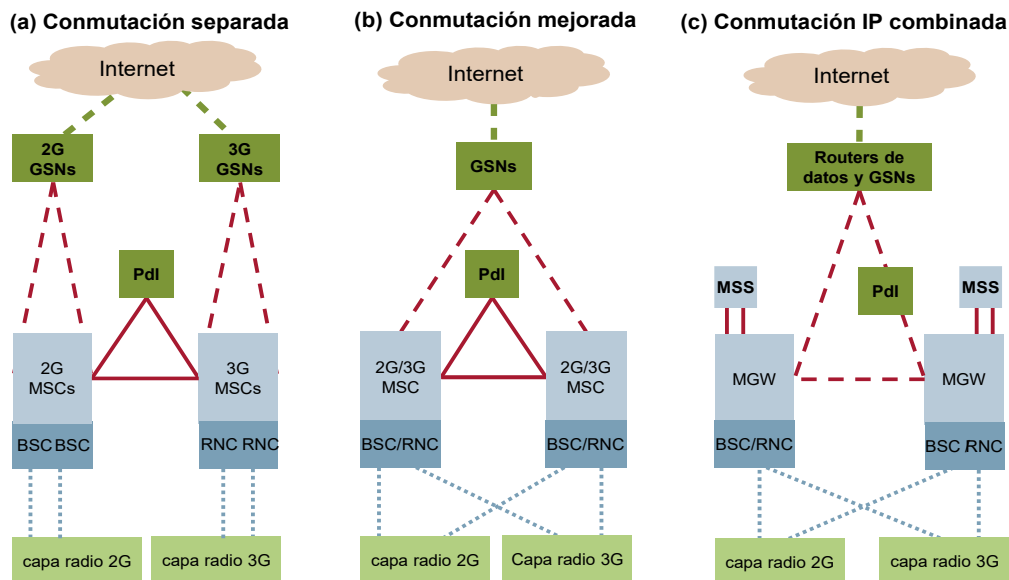 (a) Conmutación separada
Internet
2G
GSNs
3G
GSNs
PdI
2G
MSCs
3G
MSCs
BSC BSC
RNC RNC
capa radio 2G
capa radio 3G
(b) Conmutación mejorada
Internet
GSNs
PdI
2G/3G
MSC
2G/3G
MSC
BSC/RNC
BSC/RNC
capa radio 2G
Capa radio 3G
(c) Conmutación IP combinada
Internet
Routers de
datos y GSNs
MSS
PdI
MSS
MGW
MGW
BSC/RNC
BSC/RNC
capa radio 2G
capa radio 3G